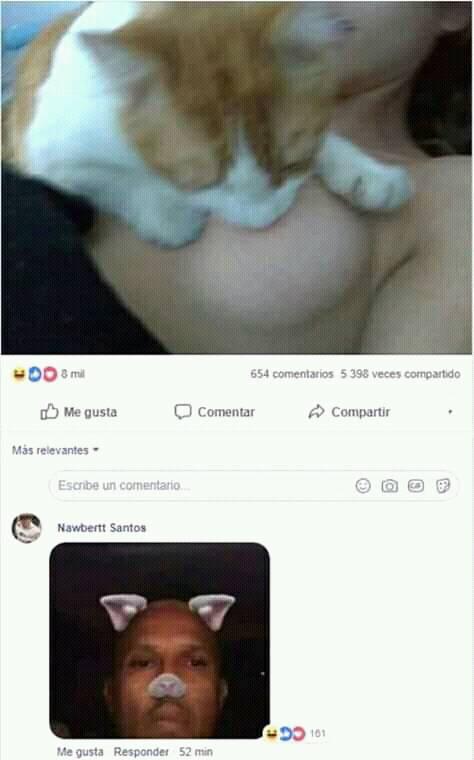 8 mil
654 comentarios 5 398 veces compartido
Me gusta Comentar Compartir
Más relevantes
Escribe un comentario...
GIF
Nawbertt Santos
161
Me gusta Responder · 52 min